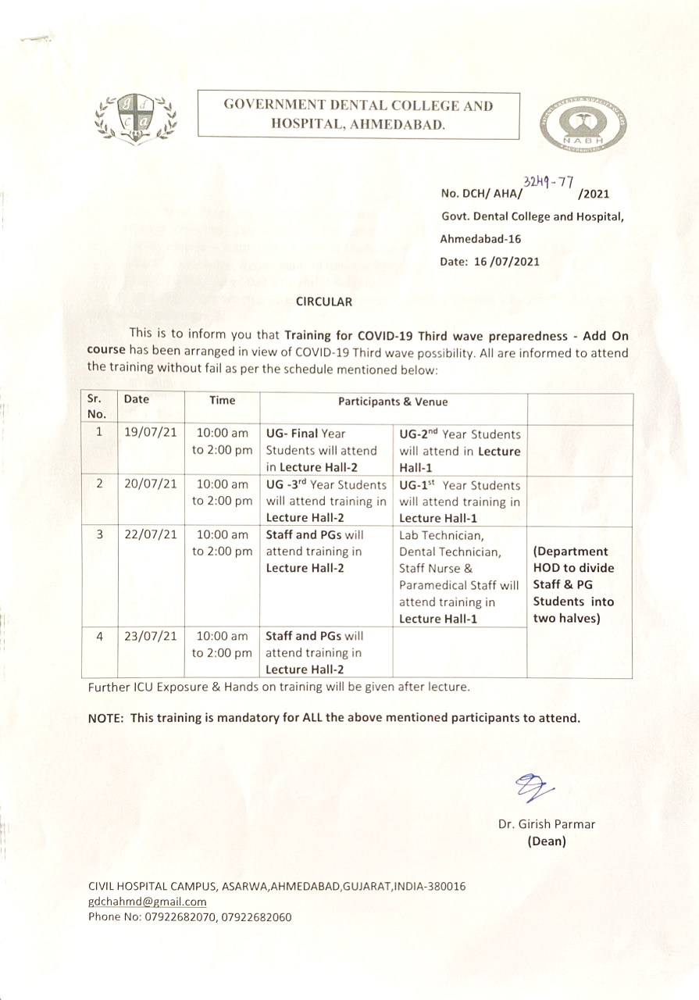 g d
c a
GOVERNMENT DENTAL COLLEGE AND
HOSPITAL, AHMEDABAD.
NABH
3249-77
No. DCH/ AHA/ /2021
Govt. Dental College and Hospital,
Ahmedabad-16
Date: 16 /07/2021
CIRCULAR
This is to inform you that Training for COVID-19 Third wave preparedness - Add On
course has been arranged in view of COVID-19 Third wave possibility. All are informed to attend
the training without fail as per the schedule mentioned below:
Sr. No. Date Time Participants & Venue
1 19/07/21 10:00 am to 2:00 pm UG- Final Year Students will attend in Lecture Hall-2 UG-2nd Year Students will attend in Lecture Hall-1
2 20/07/21 10:00 am to 2:00 pm UG -3rd Year Students will attend training in Lecture Hall-2 UG-1st Year Students will attend training in Lecture Hall-1
3 22/07/21 10:00 am to 2:00 pm Staff and PGs will attend training in Lecture Hall-2 Lab Technician, Dental Technician, Staff Nurse & Paramedical Staff will attend training in Lecture Hall-1 (Department HOD to divide Staff & PG Students into two halves)
4 23/07/21 10:00 am to 2:00 pm Staff and PGs will attend training in Lecture Hall-2
Further ICU Exposure & Hands on training will be given after lecture.
NOTE: This training is mandatory for ALL the above mentioned participants to attend.
Dr. Girish Parmar
(Dean)
CIVIL HOSPITAL CAMPUS, ASARWA,AHMEDABAD,GUJARAT,INDIA-380016
gdchahmd@gmail.com
Phone No: 07922682070, 07922682060